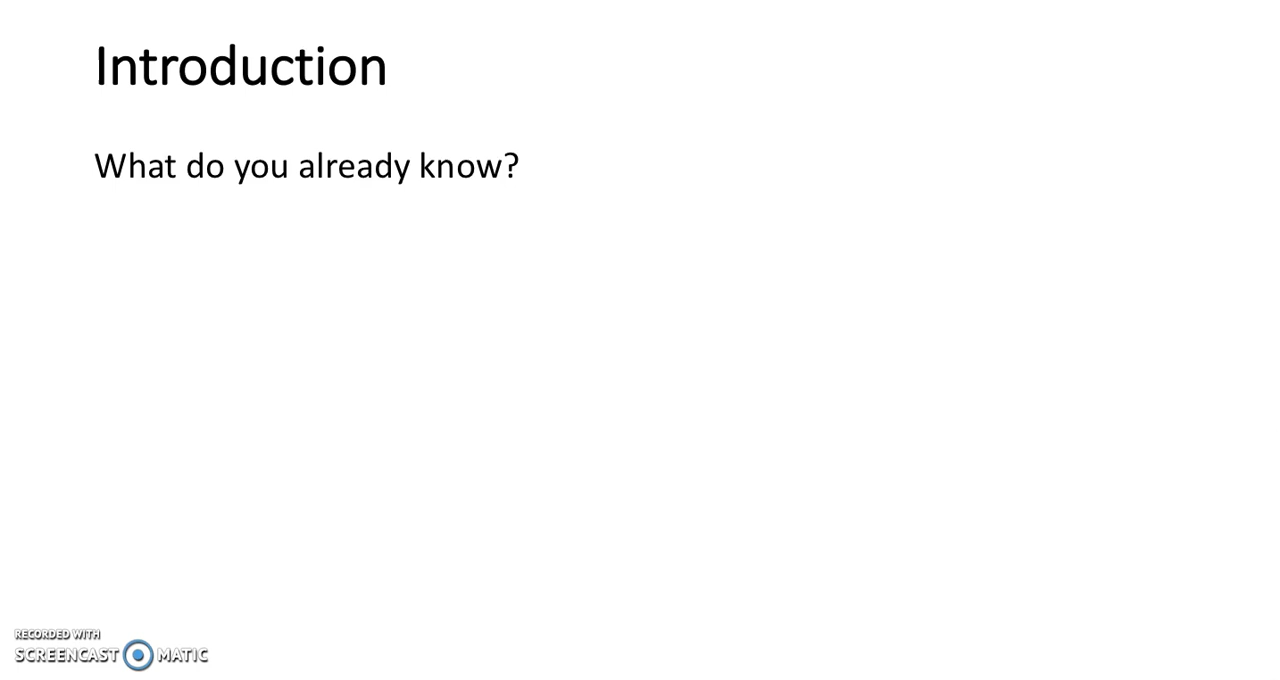 Introduction
What do you already know?
RECORDED WITH
SCREENCAST MATIC